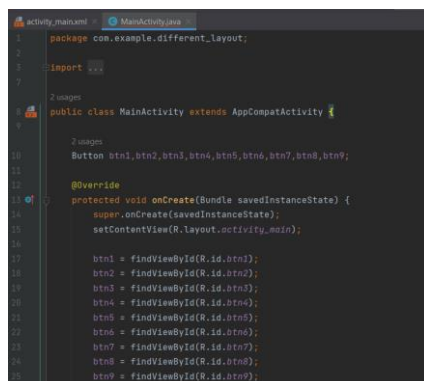 activity_main.xml MainActivity.java
1 package com.example.different_layout;
2
3 import ...
7
2 usages
8 public class MainActivity extends AppCompatActivity {
9
2 usages
10 Button btn1,btn2,btn3,btn4,btn5,btn6,btn7,btn8,btn9;
11
12 @Override
13 protected void onCreate(Bundle savedInstanceState) {
14 super.onCreate(savedInstanceState);
15 setContentView(R.layout.activity_main);
16
17 btn1 = findViewById(R.id.btn1);
18 btn2 = findViewById(R.id.btn2);
19 btn3 = findViewById(R.id.btn3);
20 btn4 = findViewById(R.id.btn4);
21 btn5 = findViewById(R.id.btn5);
22 btn6 = findViewById(R.id.btn6);
23 btn7 = findViewById(R.id.btn7);
24 btn8 = findViewById(R.id.btn8);
25 btn9 = findViewById(R.id.btn9);